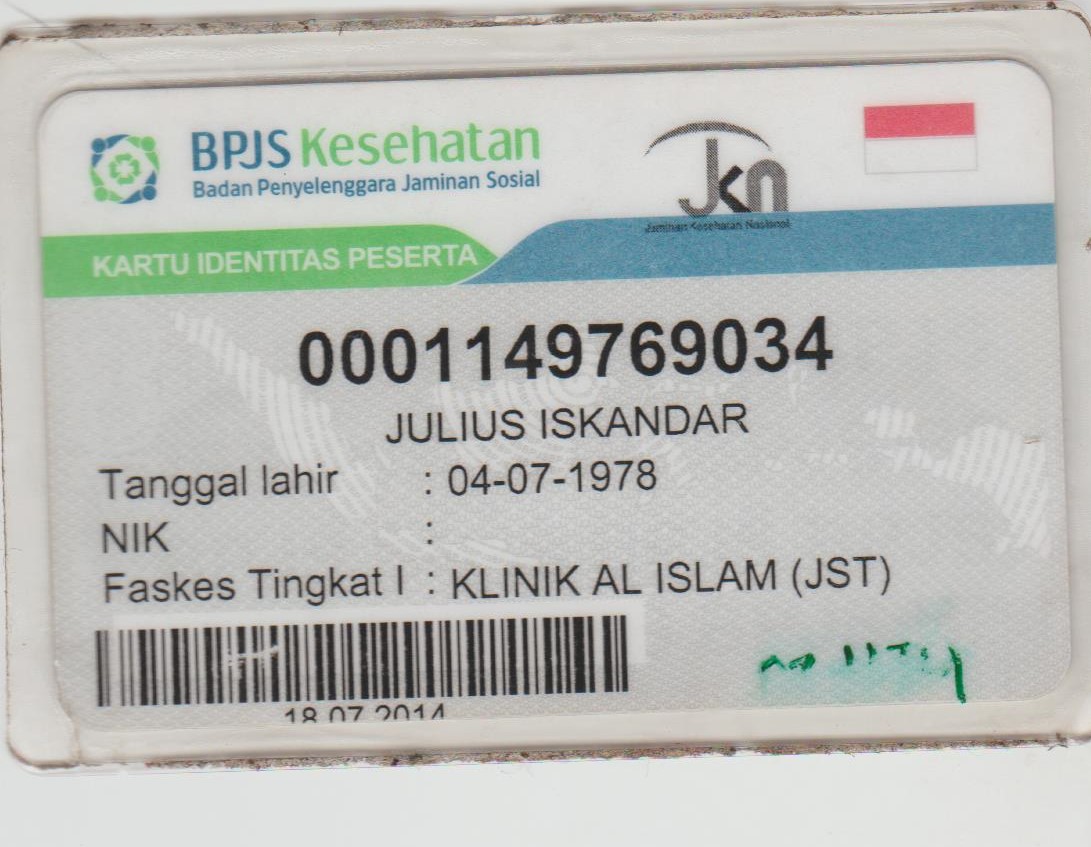 BPJS Kesehatan
Badan Penyelenggara Jaminan Sosial
Jkn
Jaminan Kesehatan Nasional
KARTU IDENTITAS PESERTA
0001149769034
JULIUS ISKANDAR
Tanggal lahir : 04-07-1978
NIK :
Faskes Tingkat I : KLINIK AL ISLAM (JST)
18.07.2014